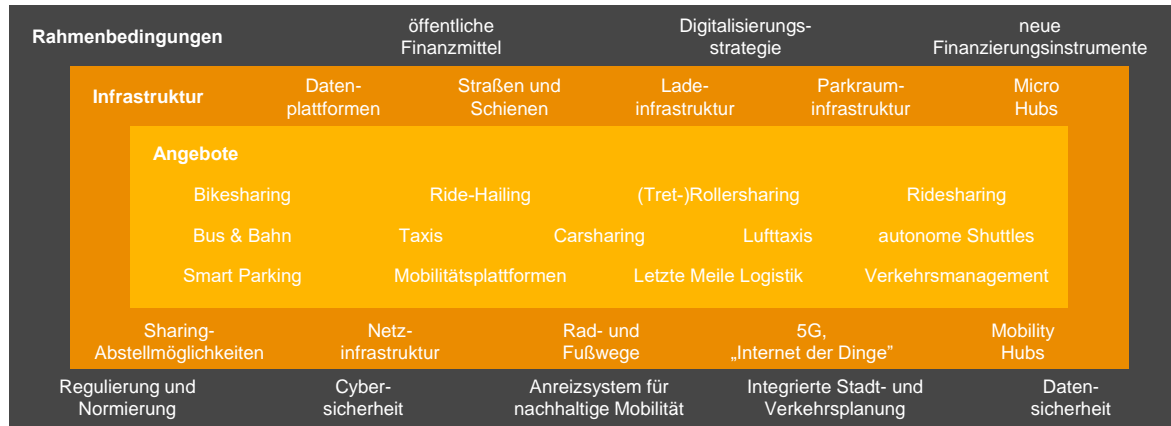 Rahmenbedingungen
öffentliche
Finanzmittel
Digitalisierungs-
strategie
neue
Finanzierungsinstrumente
Infrastruktur
Daten-
plattformen
Straßen und
Schienen
Lade-
infrastruktur
Parkraum-
infrastruktur
Micro
Hubs
Angebote
Bikesharing
Ride-Hailing
(Tret-)Rollersharing
Ridesharing
Bus & Bahn
Taxis
Carsharing
Lufttaxis
autonome Shuttles
Smart Parking
Mobilitätsplattformen
Letzte Meile Logistik
Verkehrsmanagement
Sharing-
Abstellmöglichkeiten
Netz-
infrastruktur
Rad- und
Fußwege
5G,
„Internet der Dinge”
Mobility
Hubs
Regulierung und
Normierung
Cyber-
sicherheit
Anreizsystem für
nachhaltige Mobilität
Integrierte Stadt- und
Verkehrsplanung
Daten-
sicherheit